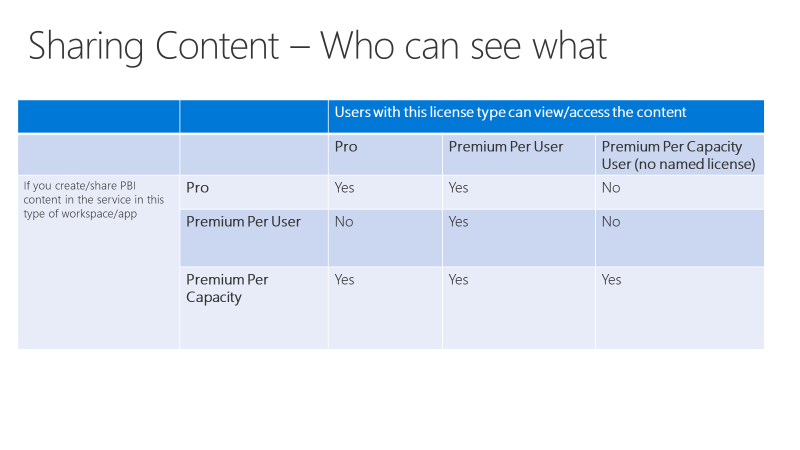 Sharing Content – Who can see what
Users with this license type can view/access the content
Pro
Premium Per User
Premium Per Capacity
User (no named license)
If you create/share PBI
content in the service in this
type of workspace/app
Pro
Yes
Yes
No
Premium Per User
No
Yes
No
Premium Per
Capacity
Yes
Yes
Yes